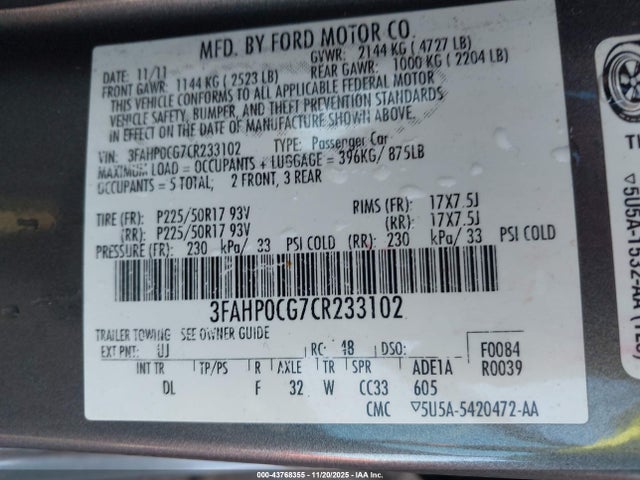 MFD. BY FORD MOTOR CO.
DATE: 11/11 GVWR: 2144 KG ( 4727 LB)
FRONT GAWR: 1144 KG ( 2523 LB) REAR GAWR: 1000 KG ( 2204 LB)
THIS VEHICLE CONFORMS TO ALL APPLICABLE FEDERAL MOTOR
VEHICLE SAFETY, BUMPER, AND THEFT PREVENTION STANDARDS
IN EFFECT ON THE DATE OF MANUFACTURE SHOWN ABOVE.
VIN: 3FAHP0CG7CR233102 TYPE: Passenger Car
MAXIMUM LOAD = OCCUPANTS + LUGGAGE = 396KG/ 875LB
OCCUPANTS = 5 TOTAL; 2 FRONT, 3 REAR
TIRE (FR): P225/50R17 93V RIMS (FR): 17X7.5J
(RR): P225/50R17 93V (RR): 17X7.5J
PRESSURE (FR): 230 kPa/ 33 PSI COLD (RR): 230 kPa/ 33 PSI COLD
3FAHP0CG7CR233102
TRAILER TOWING SEE OWNER GUIDE
EXT PNT: UJ RC: 48 DSO: F0084
INT TR TP/PS R AXLE TR SPR ADE1A R0039
DL F 32 W CC33 605
CMC ▽5U5A-5420472-AA
000-43768355 - 11/20/2025 - IAA Corp.